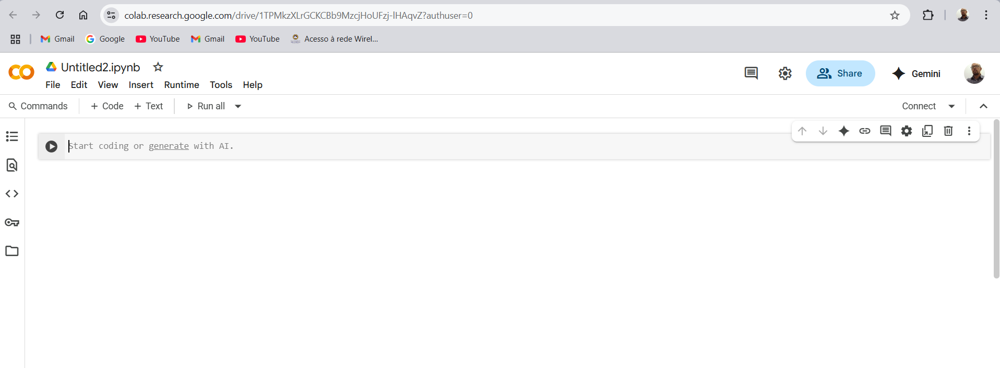 colab.research.google.com/drive/1TPMkzXLrGCKCBb9MzcjHoUFzj-lHAqvZ?authuser=0
Gmail Google YouTube Gmail YouTube Acesso à rede Wirel...
Untitled2.ipynb
Share Gemini
File Edit View Insert Runtime Tools Help
Commands + Code + Text Run all Connect
Start coding or generate with AI.